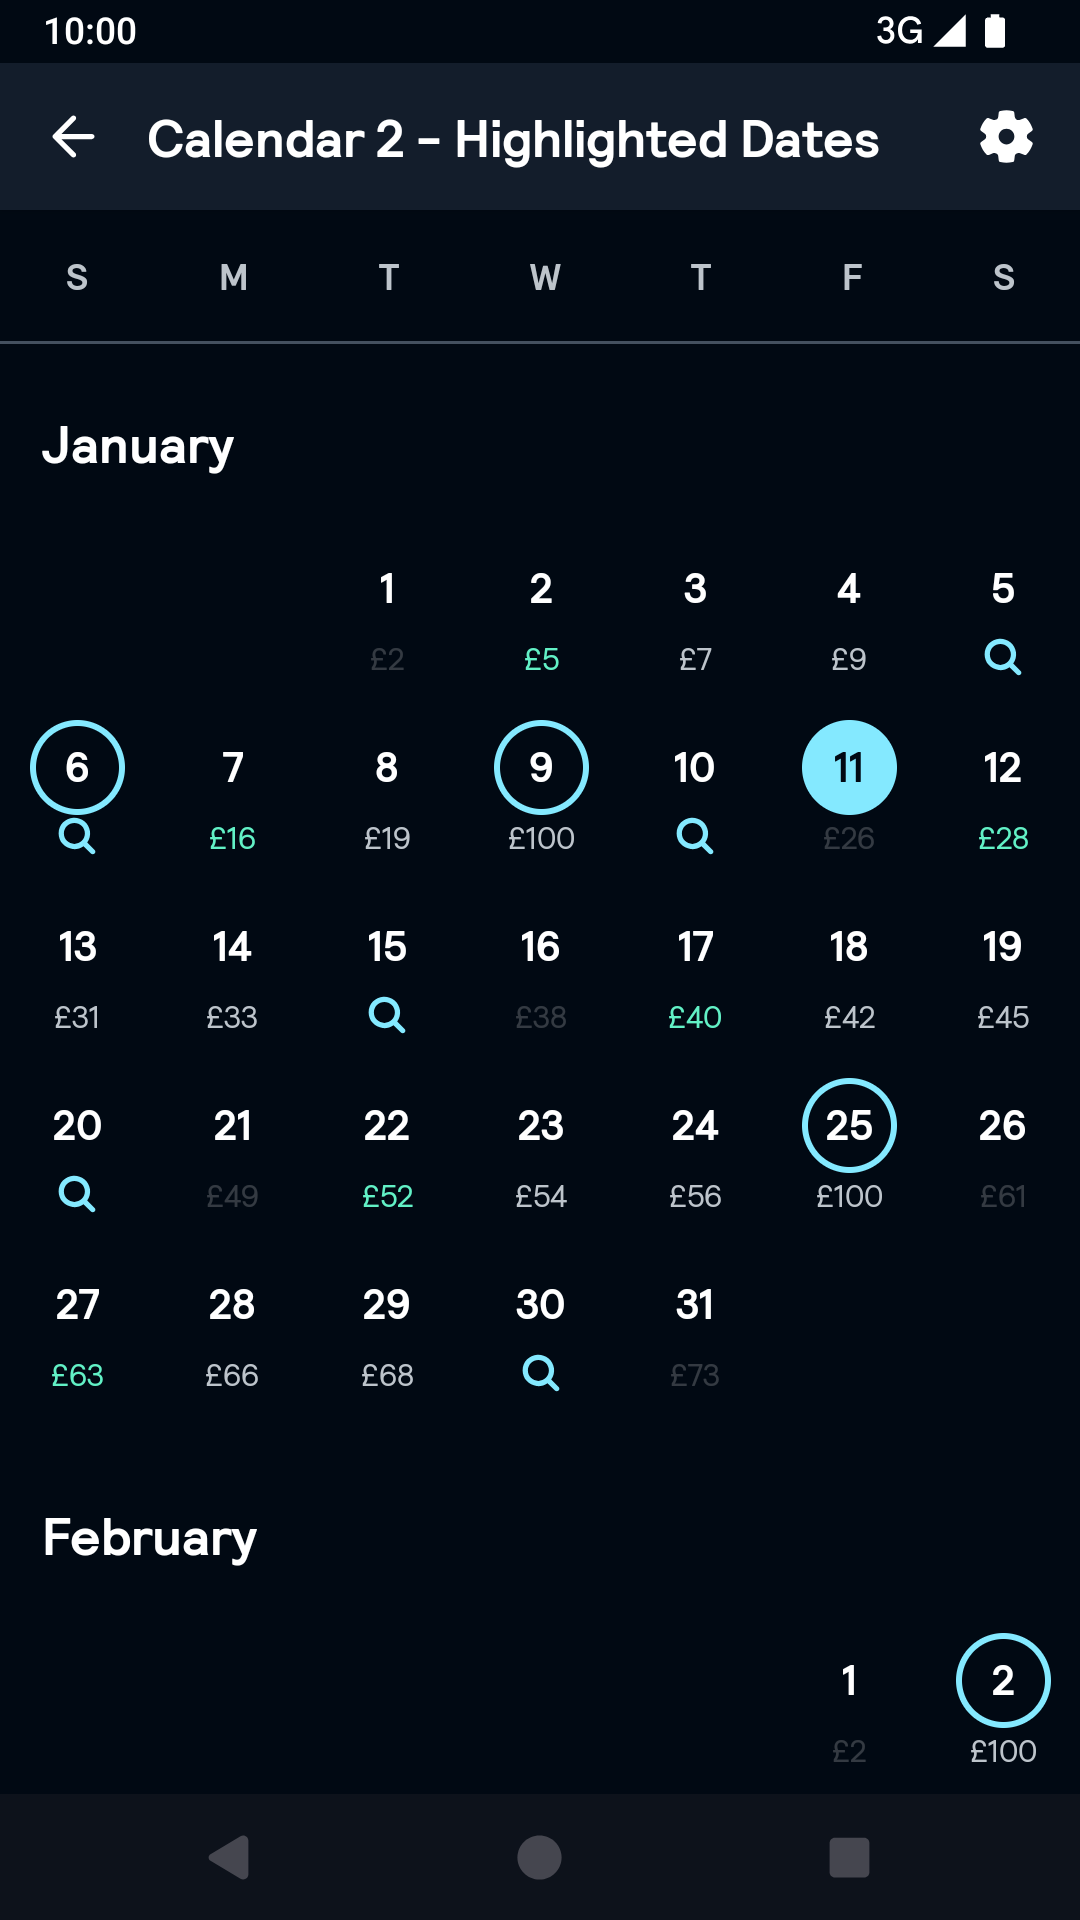 10:00 3G
Calendar 2 – Highlighted Dates
S M T W T F S
January
1 2 3 4 5
£2 £5 £7 £9
6 7 8 9 10 11 12
£16 £19 £100 £26 £28
13 14 15 16 17 18 19
£31 £33 £38 £40 £42 £45
20 21 22 23 24 25 26
£49 £52 £54 £56 £100 £61
27 28 29 30 31
£63 £66 £68 £73
February
1 2
£2 £100